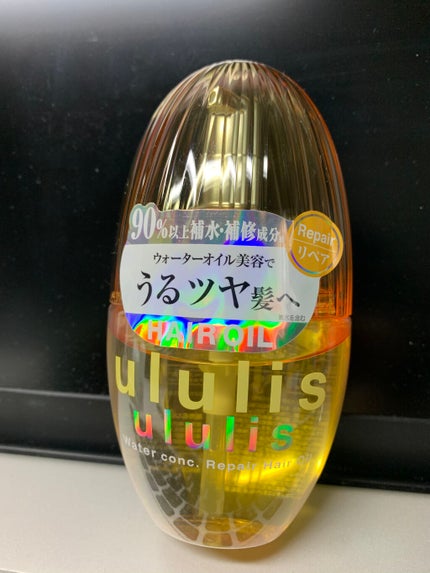 90%以上補水・補修成分
Repair
リペア
ウォーターオイル美容で
うるツヤ髪へ
HAIR OIL
ululis
ululis
Water conc. Repair Hair Oil